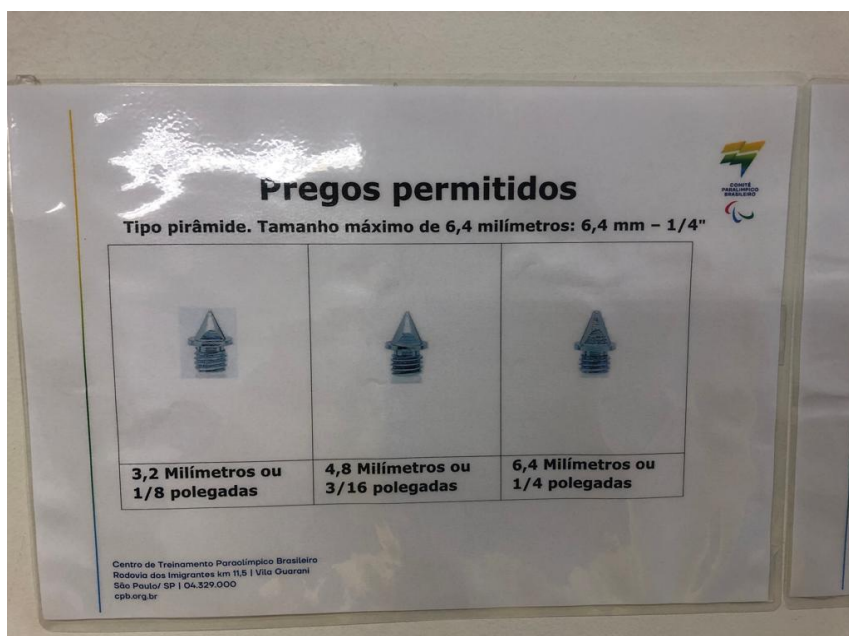 Pregos permitidos
COMITÊ
PARALÍMPICO
BRASILEIRO
Tipo pirâmide. Tamanho máximo de 6,4 milímetros: 6,4 mm – 1/4"
3,2 Milímetros ou
1/8 polegadas
4,8 Milímetros ou
3/16 polegadas
6,4 Milímetros ou
1/4 polegadas
Centro de Treinamento Paraolímpico Brasileiro
Rodovia dos Imigrantes km 11,5 | Vila Guarani
São Paulo/ SP | 04.329.000
cpb.org.br